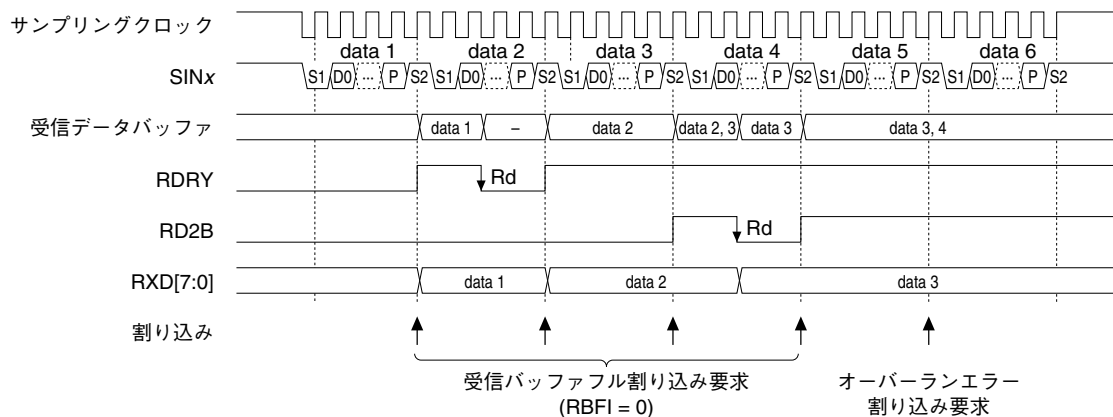 サンプリングクロック
data 1 data 2 data 3 data 4 data 5 data 6
SINx S1 D0 ... P S2 S1 D0 ... P S2 S1 D0 ... P S2 S1 D0 ... P S2 S1 D0 ... P S2 S1 D0 ... P S2
受信データバッファ data 1 – data 2 data 2, 3 data 3 data 3, 4
RDRY Rd
RD2B Rd
RXD[7:0] data 1 data 2 data 3
割り込み
受信バッファフル割り込み要求
(RBFI = 0)
オーバーランエラー
割り込み要求